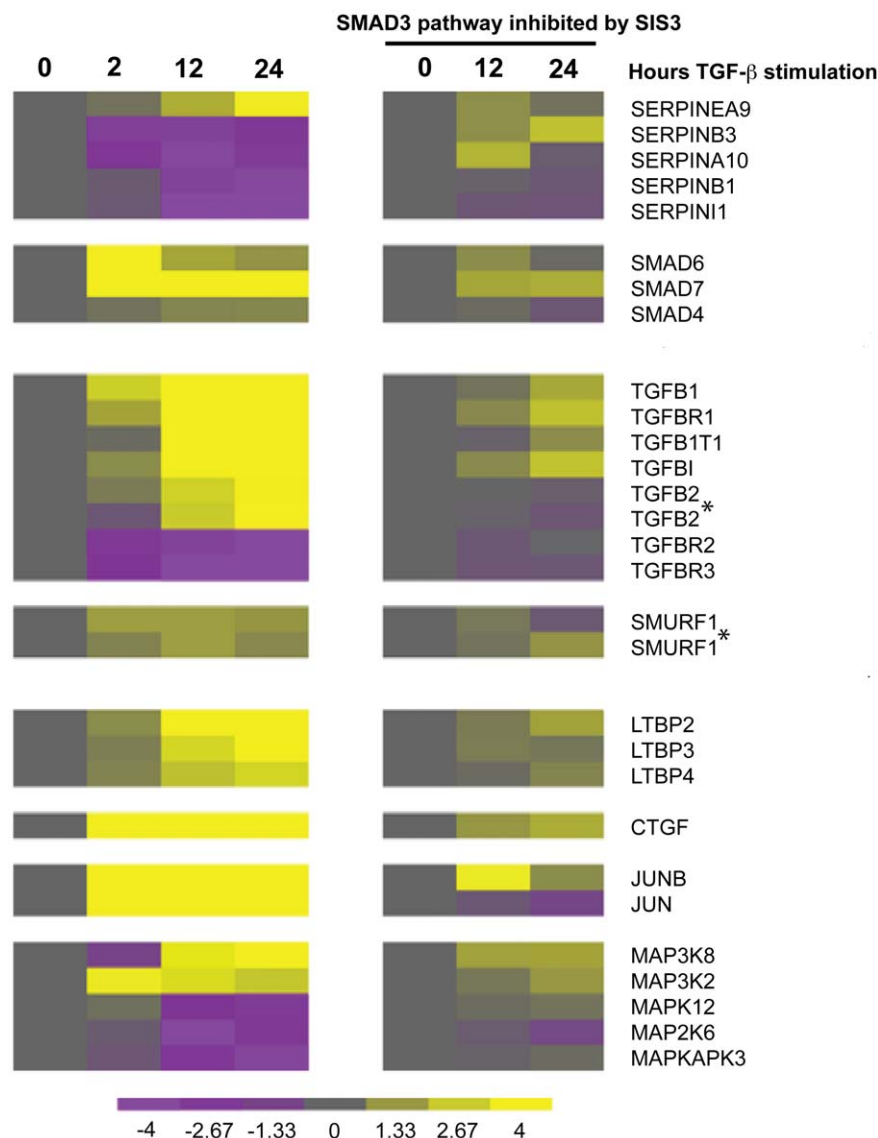 SMAD3 pathway inhibited by SIS3
0 2 12 24 0 12 24 Hours TGF-β stimulation
SERPINEA9
SERPINB3
SERPINA10
SERPINB1
SERPINI1
SMAD6
SMAD7
SMAD4
TGFB1
TGFBR1
TGFB1T1
TGFBI
TGFB2
TGFB2*
TGFBR2
TGFBR3
SMURF1
SMURF1*
LTBP2
LTBP3
LTBP4
CTGF
JUNB
JUN
MAP3K8
MAP3K2
MAPK12
MAP2K6
MAPKAPK3
-4 -2.67 -1.33 0 1.33 2.67 4